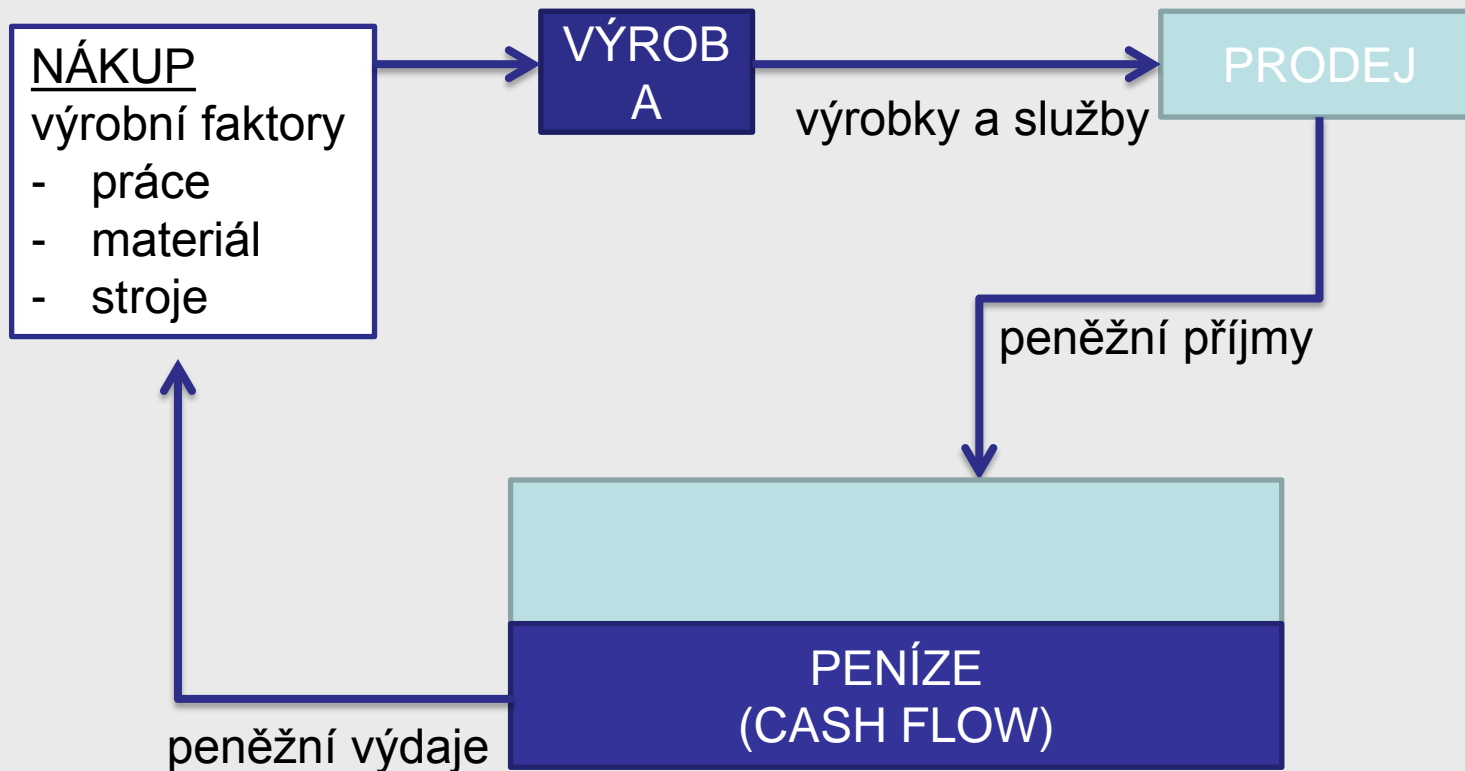 NÁKUP
výrobní faktory
- práce
- materiál
- stroje
VÝROB
A
výrobky a služby
PRODEJ
peněžní příjmy
PENÍZE
(CASH FLOW)
peněžní výdaje